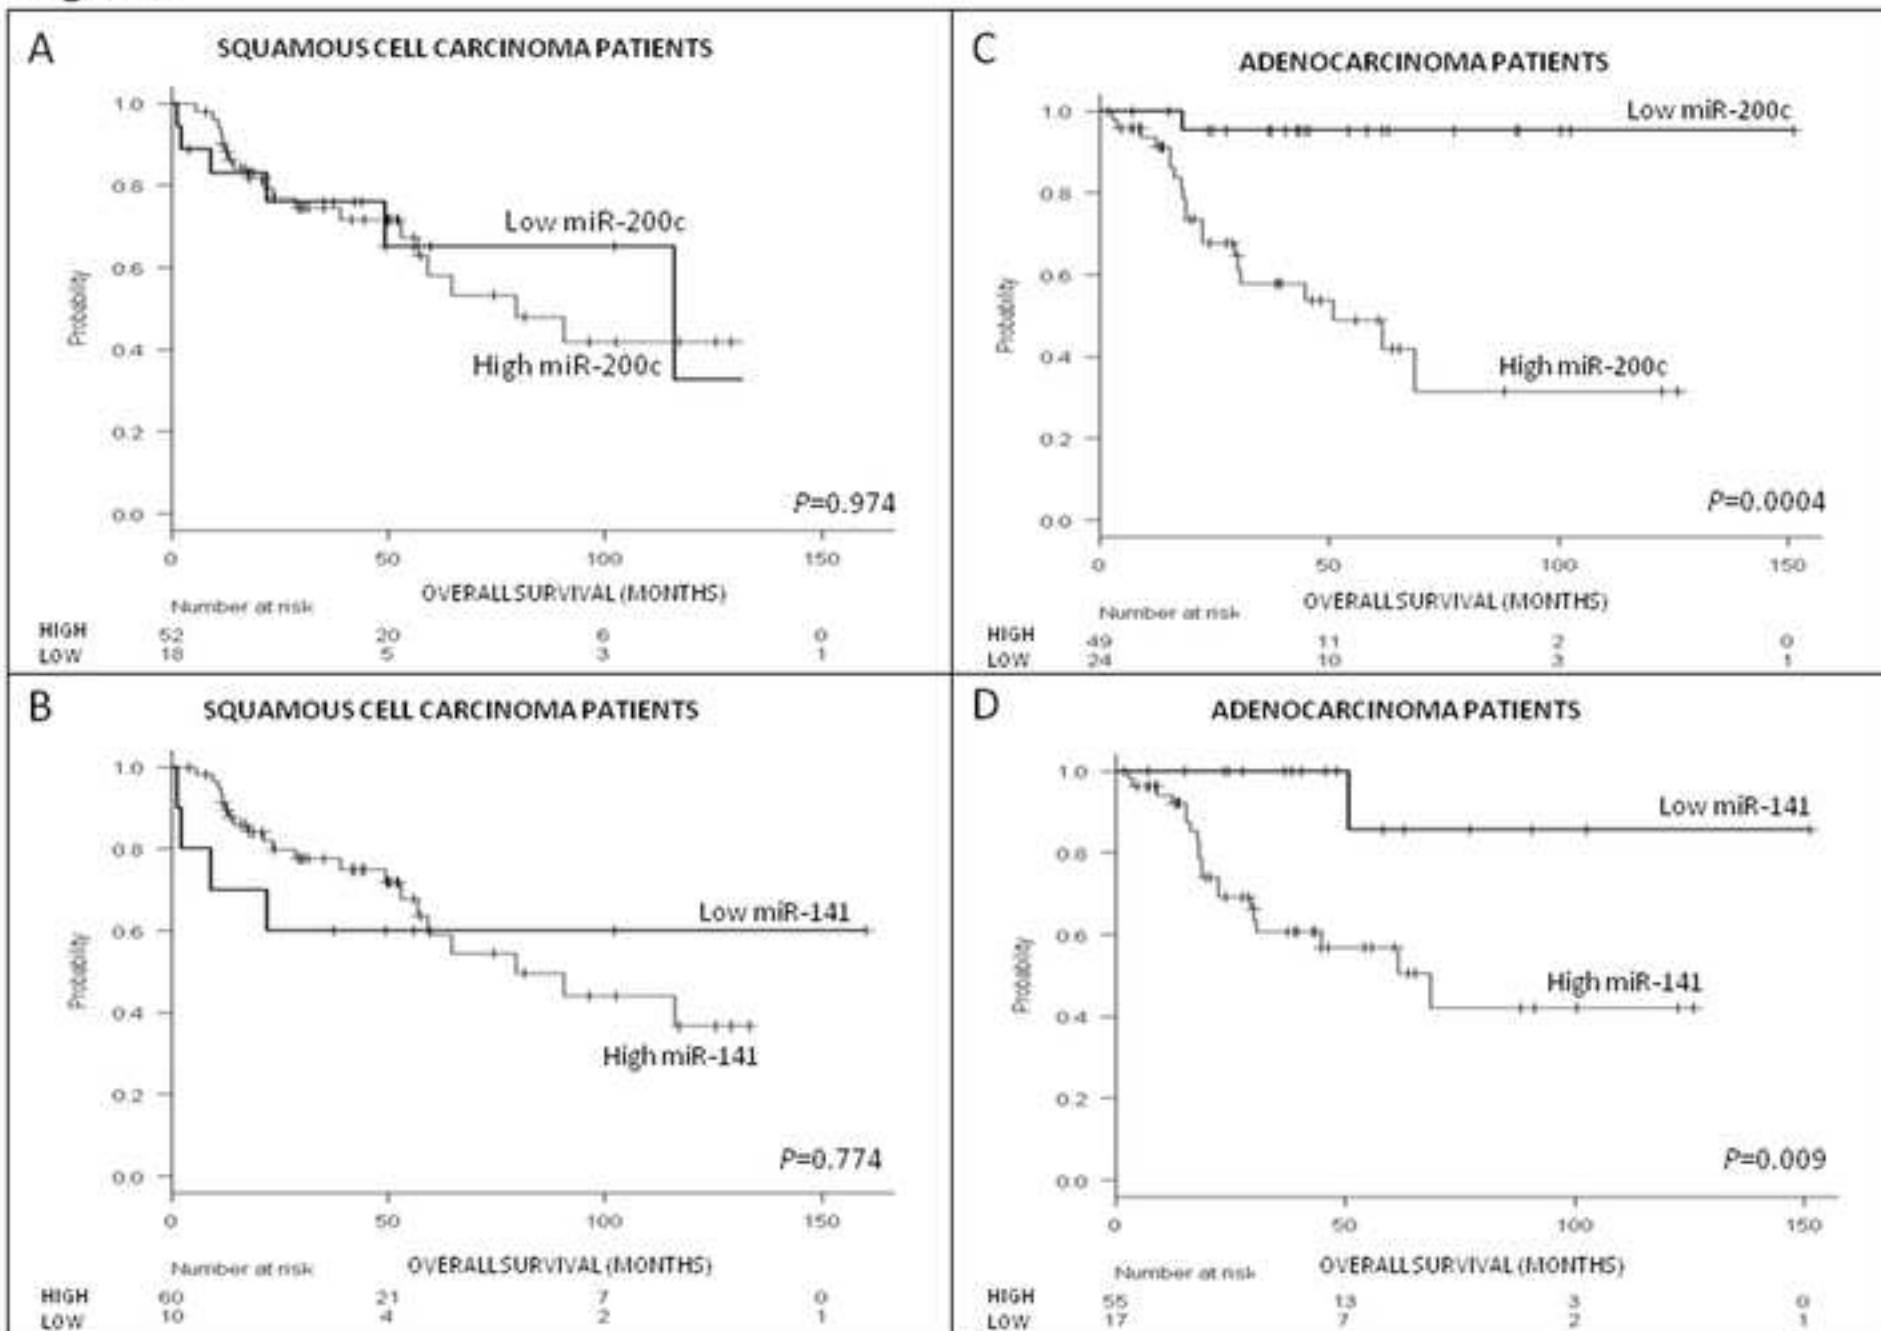 A
SQUAMOUS CELL CARCINOMA PATIENTS
1.0
0.8
0.6
0.4
0.2
0.0
Probability
Low miR-200c
High miR-200c
P=0.974
0 50 100 150
OVERALL SURVIVAL (MONTHS)
Number at risk
HIGH 52 20 6 0
LOW 18 5 3 1
B
SQUAMOUS CELL CARCINOMA PATIENTS
1.0
0.8
0.6
0.4
0.2
0.0
Probability
Low miR-141
High miR-141
P=0.774
0 50 100 150
OVERALL SURVIVAL (MONTHS)
Number at risk
HIGH 60 21 7 0
LOW 10 4 2 1
C
ADENOCARCINOMA PATIENTS
1.0
0.8
0.6
0.4
0.2
0.0
Probability
Low miR-200c
High miR-200c
P=0.0004
0 50 100 150
OVERALL SURVIVAL (MONTHS)
Number at risk
HIGH 49 11 2 0
LOW 24 10 3 1
D
ADENOCARCINOMA PATIENTS
1.0
0.8
0.6
0.4
0.2
0.0
Probability
Low miR-141
High miR-141
P=0.009
0 50 100 150
OVERALL SURVIVAL (MONTHS)
Number at risk
HIGH 55 13 3 0
LOW 17 7 2 1